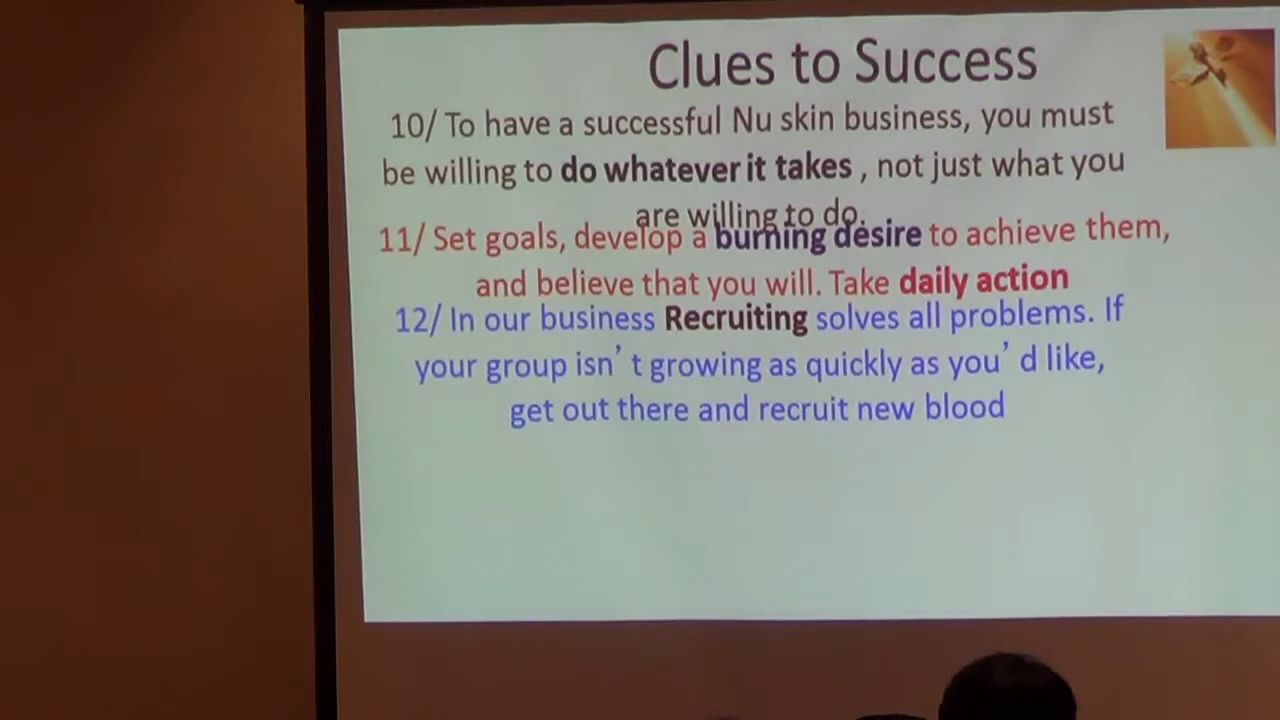 Clues to Success
10/ To have a successful Nu skin business, you must
be willing to do whatever it takes , not just what you
are willing to do.
11/ Set goals, develop a burning desire to achieve them,
and believe that you will. Take daily action
12/ In our business Recruiting solves all problems. If
your group isn’ t growing as quickly as you’ d like,
get out there and recruit new blood